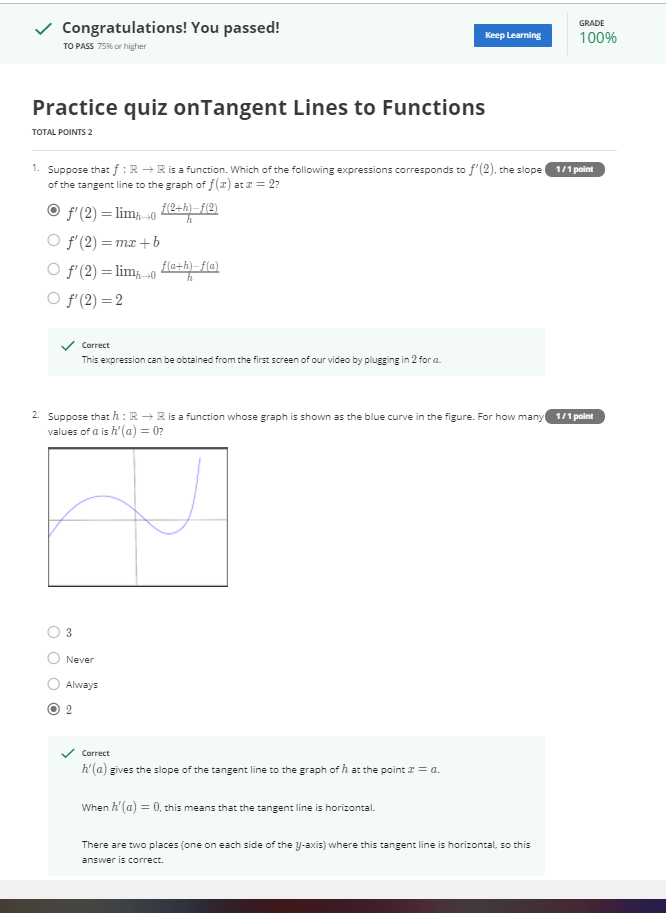 Congratulations! You passed!
TO PASS 75% or higher
Keep Learning
GRADE
100%
Practice quiz onTangent Lines to Functions
TOTAL POINTS 2
1. Suppose that f : ℝ → ℝ is a function. Which of the following expressions corresponds to f′(2), the slope
of the tangent line to the graph of f(x) at x = 2?
1 / 1 point
f′(2) = lim_{h→0} \frac{f(2+h)−f(2)}{h}
f′(2) = mx + b
f′(2) = lim_{h→0} \frac{f(a+h)−f(a)}{h}
f′(2) = 2
Correct
This expression can be obtained from the first screen of our video by plugging in 2 for a.
2. Suppose that h : ℝ → ℝ is a function whose graph is shown as the blue curve in the figure. For how many
values of a is h′(a) = 0?
1 / 1 point
3
Never
Always
2
Correct
h′(a) gives the slope of the tangent line to the graph of h at the point x = a.
When h′(a) = 0, this means that the tangent line is horizontal.
There are two places (one on each side of the y-axis) where this tangent line is horizontal, so this
answer is correct.